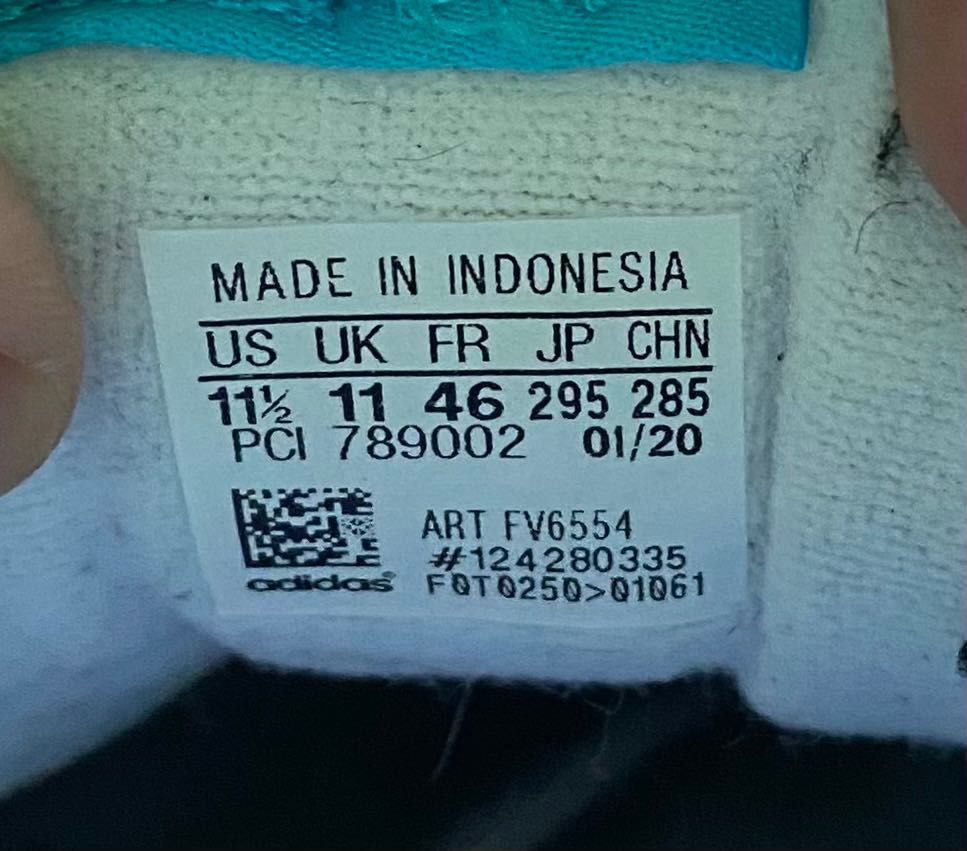 MADE IN INDONESIA
US UK FR JP CHN
11½ 11 46 295 285
PCI 789002 01/20
ART FV6554
#124280335
adidas® F0T0250>01061